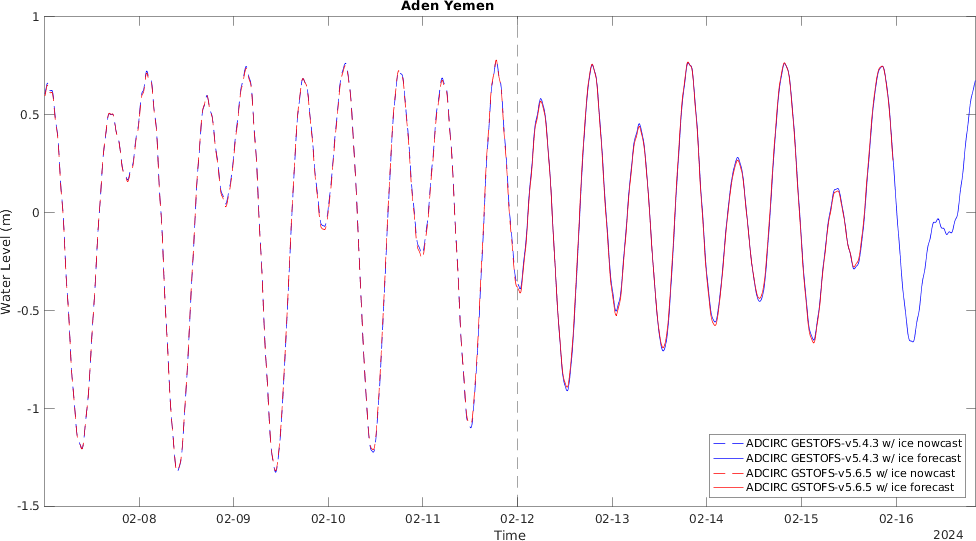 Aden Yemen
1
0.5
0
-0.5
-1
-1.5
Water Level (m)
02-08 02-09 02-10 02-11 02-12 02-13 02-14 02-15 02-16
Time
2024
ADCIRC GESTOFS-v5.4.3 w/ ice nowcast
ADCIRC GESTOFS-v5.4.3 w/ ice forecast
ADCIRC GSTOFS-v5.6.5 w/ ice nowcast
ADCIRC GSTOFS-v5.6.5 w/ ice forecast